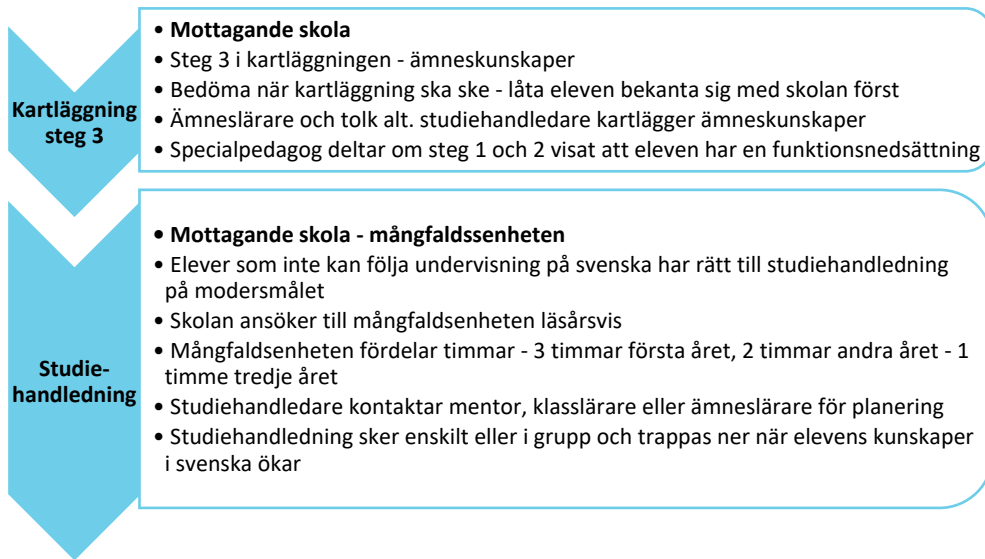 Kartläggning
steg 3
• Mottagande skola
• Steg 3 i kartläggningen - ämneskunskaper
• Bedöma när kartläggning ska ske - låta eleven bekanta sig med skolan först
• Ämneslärare och tolk alt. studiehandledare kartlägger ämneskunskaper
• Specialpedagog deltar om steg 1 och 2 visat att eleven har en funktionsnedsättning
Studie-
handledning
• Mottagande skola - mångfaldssenheten
• Elever som inte kan följa undervisning på svenska har rätt till studiehandledning
på modersmålet
• Skolan ansöker till mångfaldsenheten läsårsvis
• Mångfaldsenheten fördelar timmar - 3 timmar första året, 2 timmar andra året - 1
timme tredje året
• Studiehandledare kontaktar mentor, klasslärare eller ämneslärare för planering
• Studiehandledning sker enskilt eller i grupp och trappas ner när elevens kunskaper
i svenska ökar